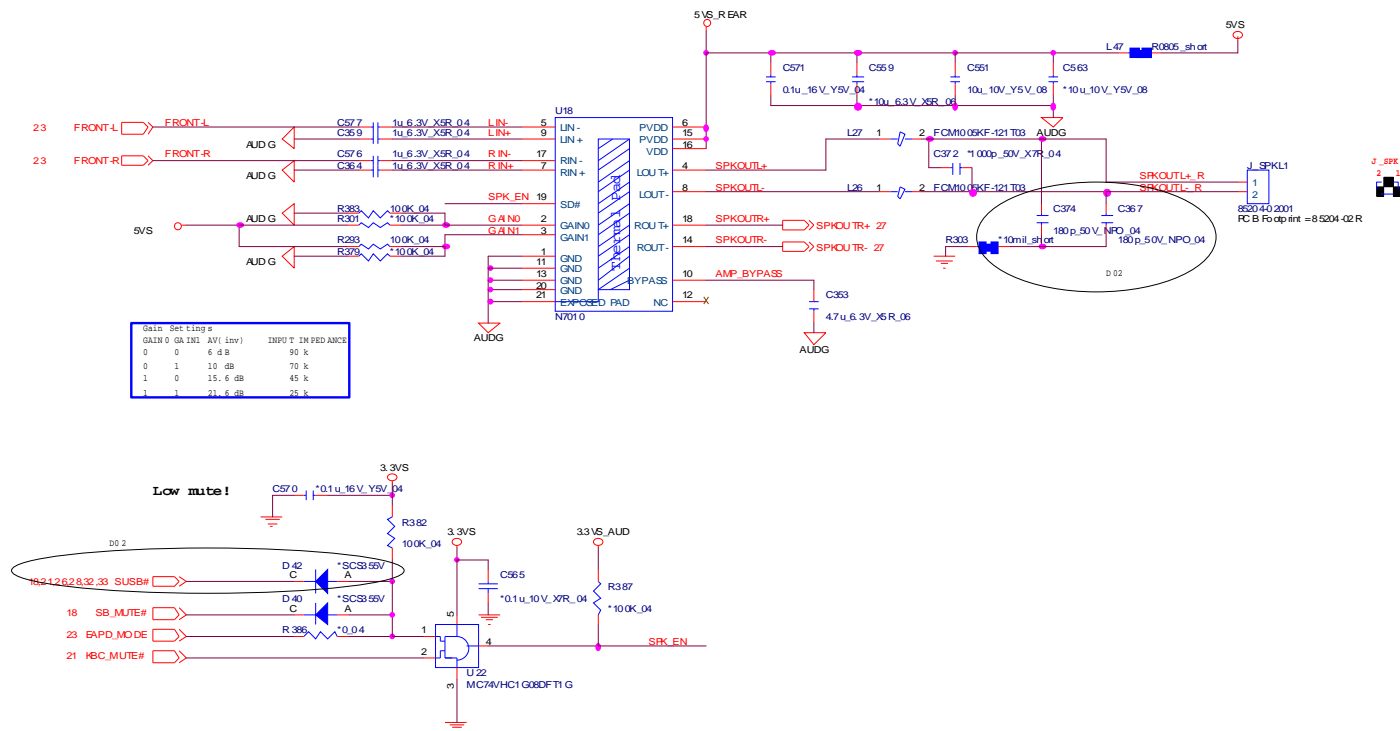 5VS_REAR
5VS
L47 R0805_short
C571
0.1u_16V_Y5V_04
C559
*10u_6.3V_X5R_06
C551
10u_10V_Y5V_08
C563
*10u_10V_Y5V_08
AUDG
U18
23 FRONT-L FRONT-L C577 1u_6.3V_X5R_04 LIN- 5 LIN-
AUDG C359 1u_6.3V_X5R_04 LIN+ 9 LIN+
23 FRONT-R FRONT-R C576 1u_6.3V_X5R_04 RIN- 17 RIN-
AUDG C364 1u_6.3V_X5R_04 RIN+ 7 RIN+
SPK_EN 19 SD#
AUDG R383 100K_04
5VS R301 *100K_04 GAIN0 2 GAIN0
R293 100K_04 GAIN1 3 GAIN1
AUDG R379 *100K_04
1 GND
11 GND
13 GND
20 GND
21 EXPOSED PAD
AUDG
Thermal Pad
PVDD 6
PVDD 15
VDD 16
LOUT+ 4 SPKOUTL+
LOUT- 8 SPKOUTL-
ROUT+ 18 SPKOUTR+ SPKOUTR+ 27
ROUT- 14 SPKOUTR- SPKOUTR- 27
BYPASS 10 AMP_BYPASS
NC 12 X
N7010
L27 1 2 FCM1005KF-121T03
C372 *1000p_50V_X7R_04
L26 1 2 FCM1005KF-121T03
C353
4.7u_6.3V_X5R_06
AUDG
J_SPKL1
SPKOUTL+_R 1
SPKOUTL-_R 2
85204-02001
PCB Footprint = 85204-02R
J_SPK
2 1
C374
180p_50V_NPO_04
C367
180p_50V_NPO_04
R303 *10mil_short
D02
Gain Settings
GAIN0 GAIN1 AV(inv) INPUT IMPEDANCE
0 0 6 dB 90 k
0 1 10 dB 70 k
1 0 15.6 dB 45 k
1 1 21.6 dB 25 k
Low mute!
3.3VS
C570 *0.1u_16V_Y5V_04
R382
100K_04
D02
SUSB# D42 *SCS355V
C A
18 SB_MUTE# D40 *SCS355V
C A
23 EAPD_MODE R386 *0_04 1
21 KBC_MUTE# 2
3.3VS
C565
*0.1u_10V_X7R_04
5
4
3
U22
MC74VHC1G08DFT1G
3.3VS_AUD
R387
*100K_04
SPK_EN